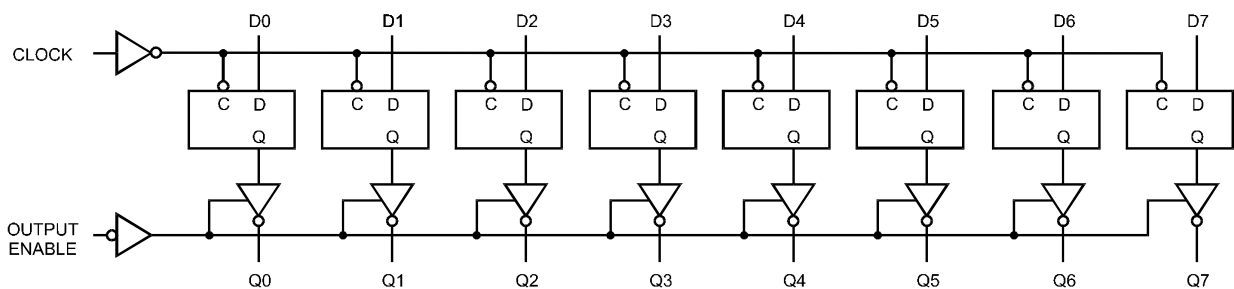 D0 D1 D2 D3 D4 D5 D6 D7
CLOCK
C D C D C D C D C D C D C D C D
Q Q Q Q Q Q Q Q
OUTPUT
ENABLE
Q0 Q1 Q2 Q3 Q4 Q5 Q6 Q7